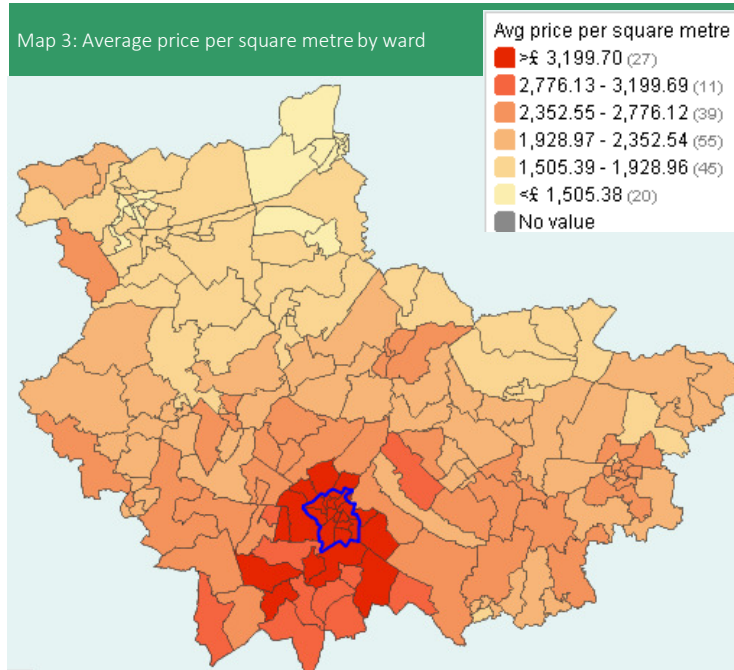 Map 3: Average price per square metre by ward
Avg price per square metre
>£ 3,199.70 (27)
2,776.13 - 3,199.69 (11)
2,352.55 - 2,776.12 (39)
1,928.97 - 2,352.54 (55)
1,505.39 - 1,928.96 (45)
<£ 1,505.38 (20)
No value